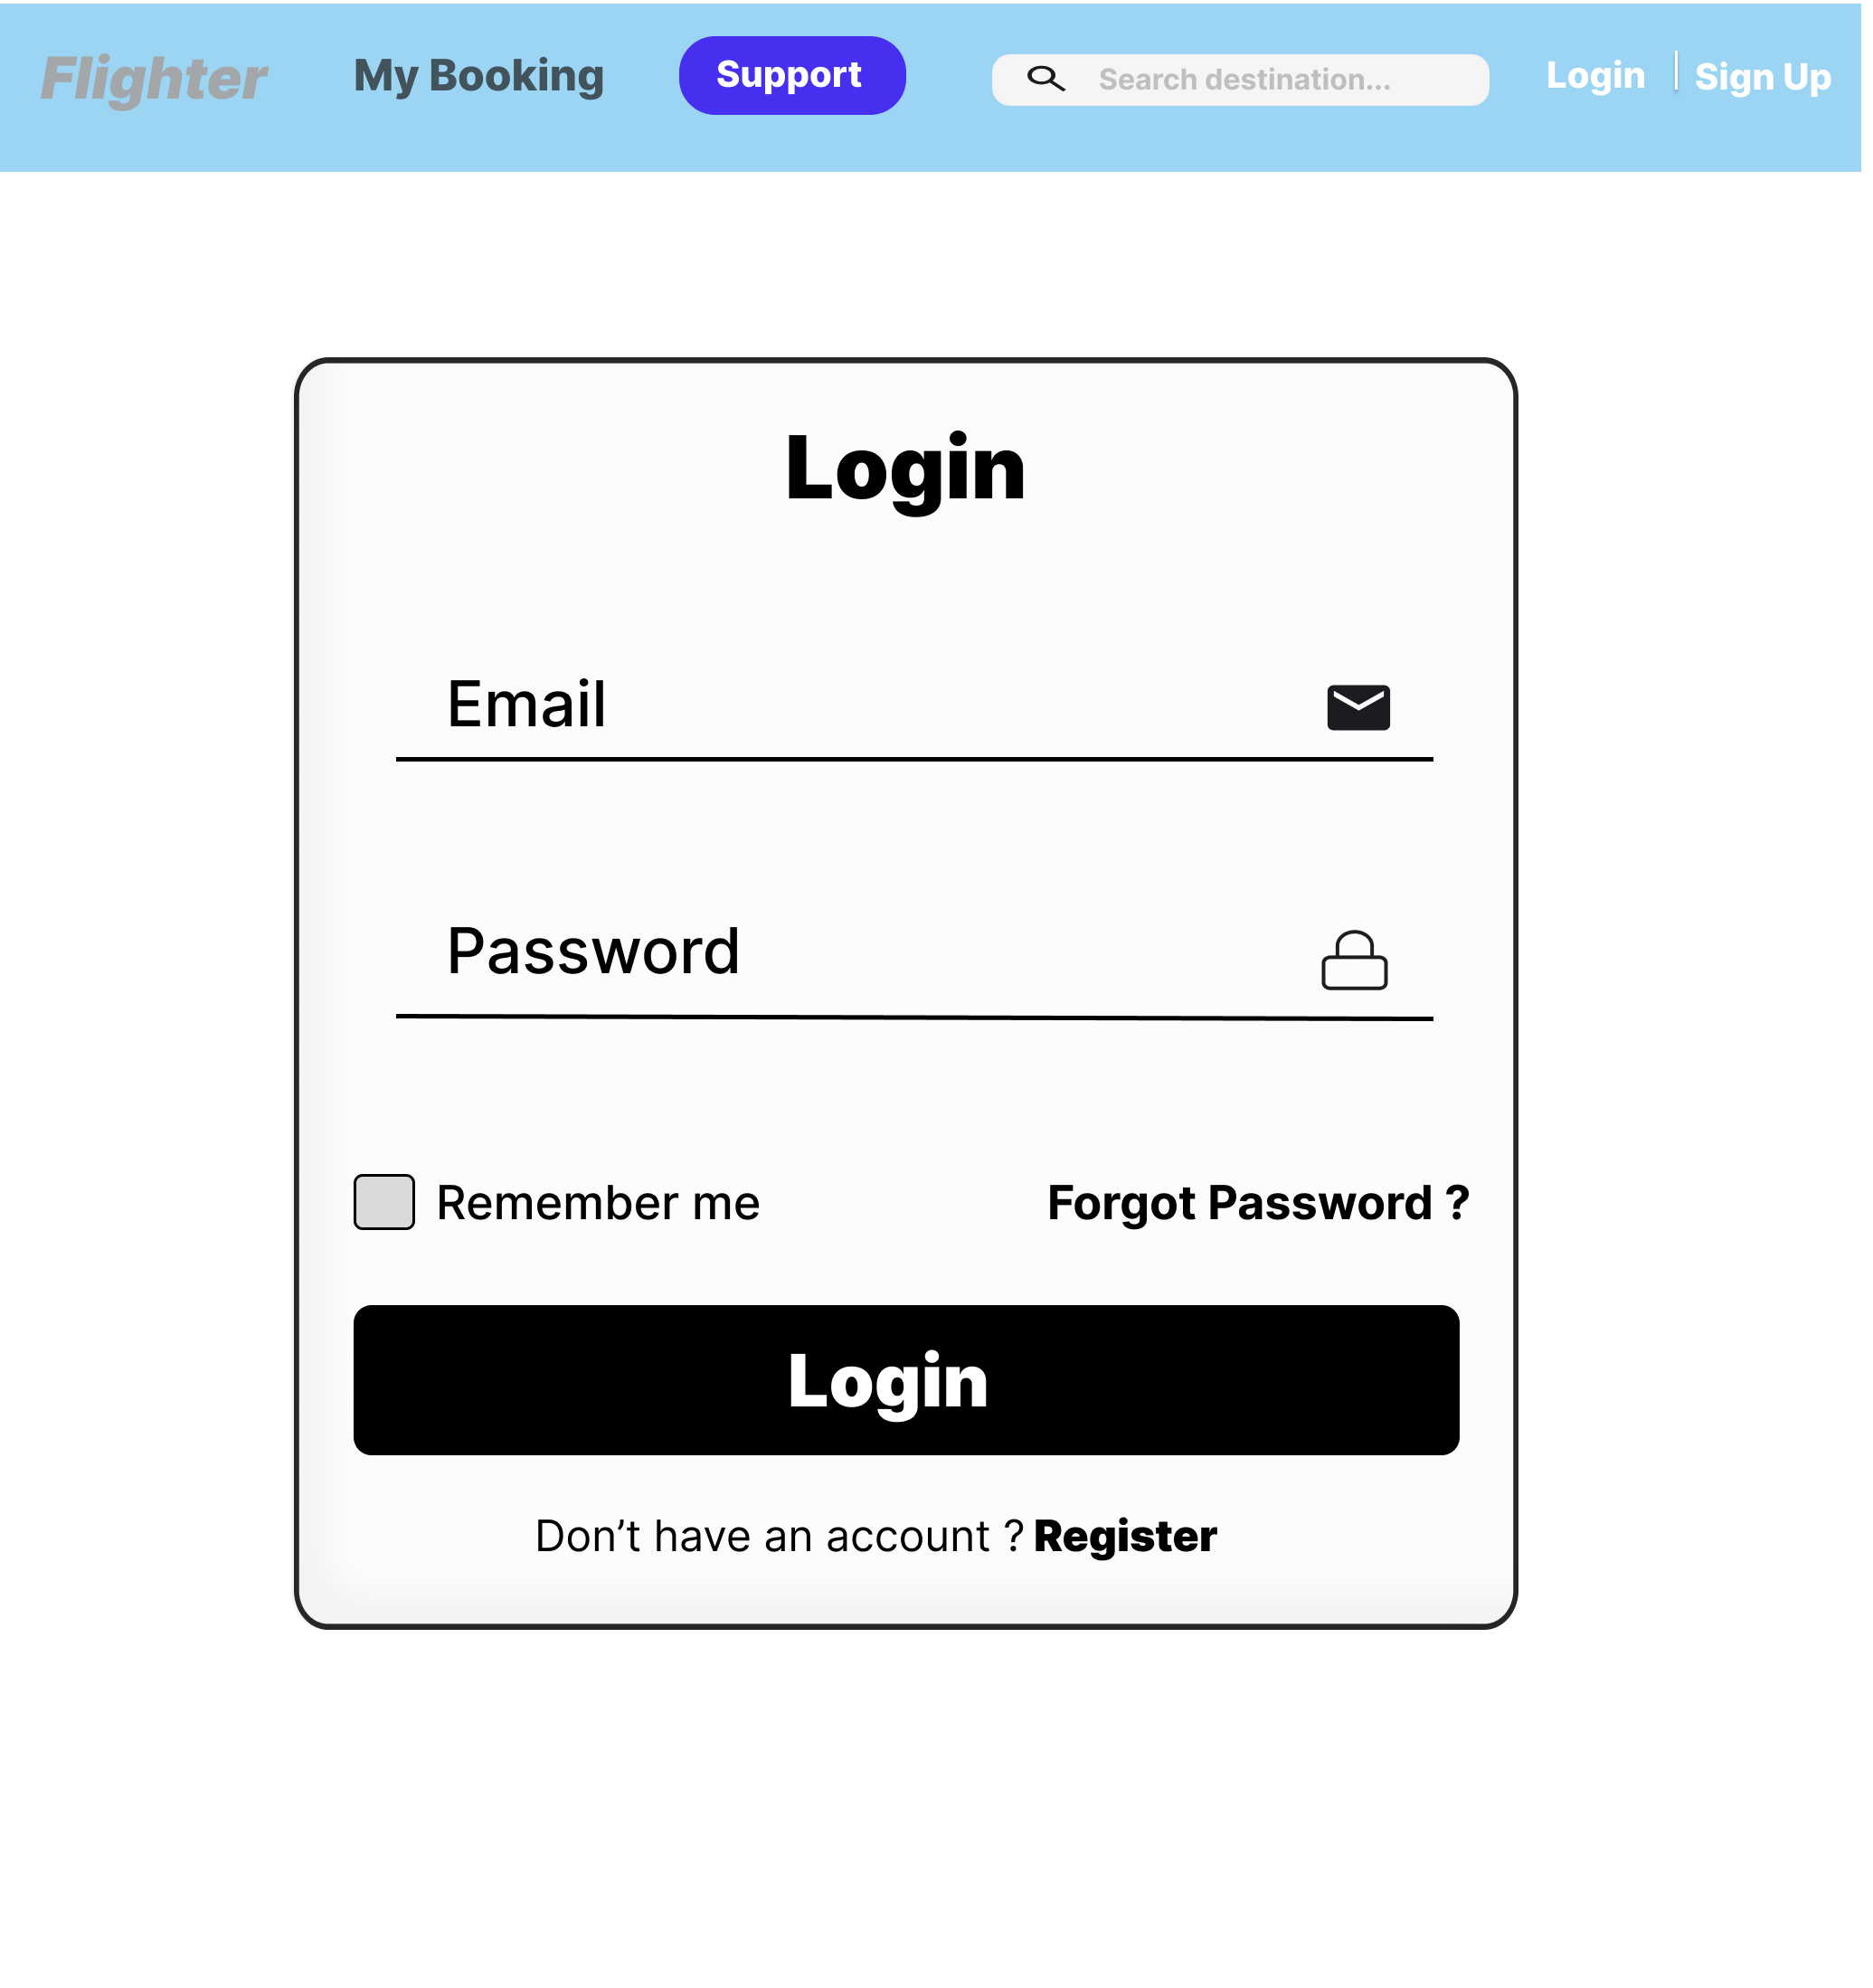 Flighter My Booking Support Search destination... Login Sign Up
Login
Email
Password
Remember me Forgot Password ?
Login
Don’t have an account ? Register